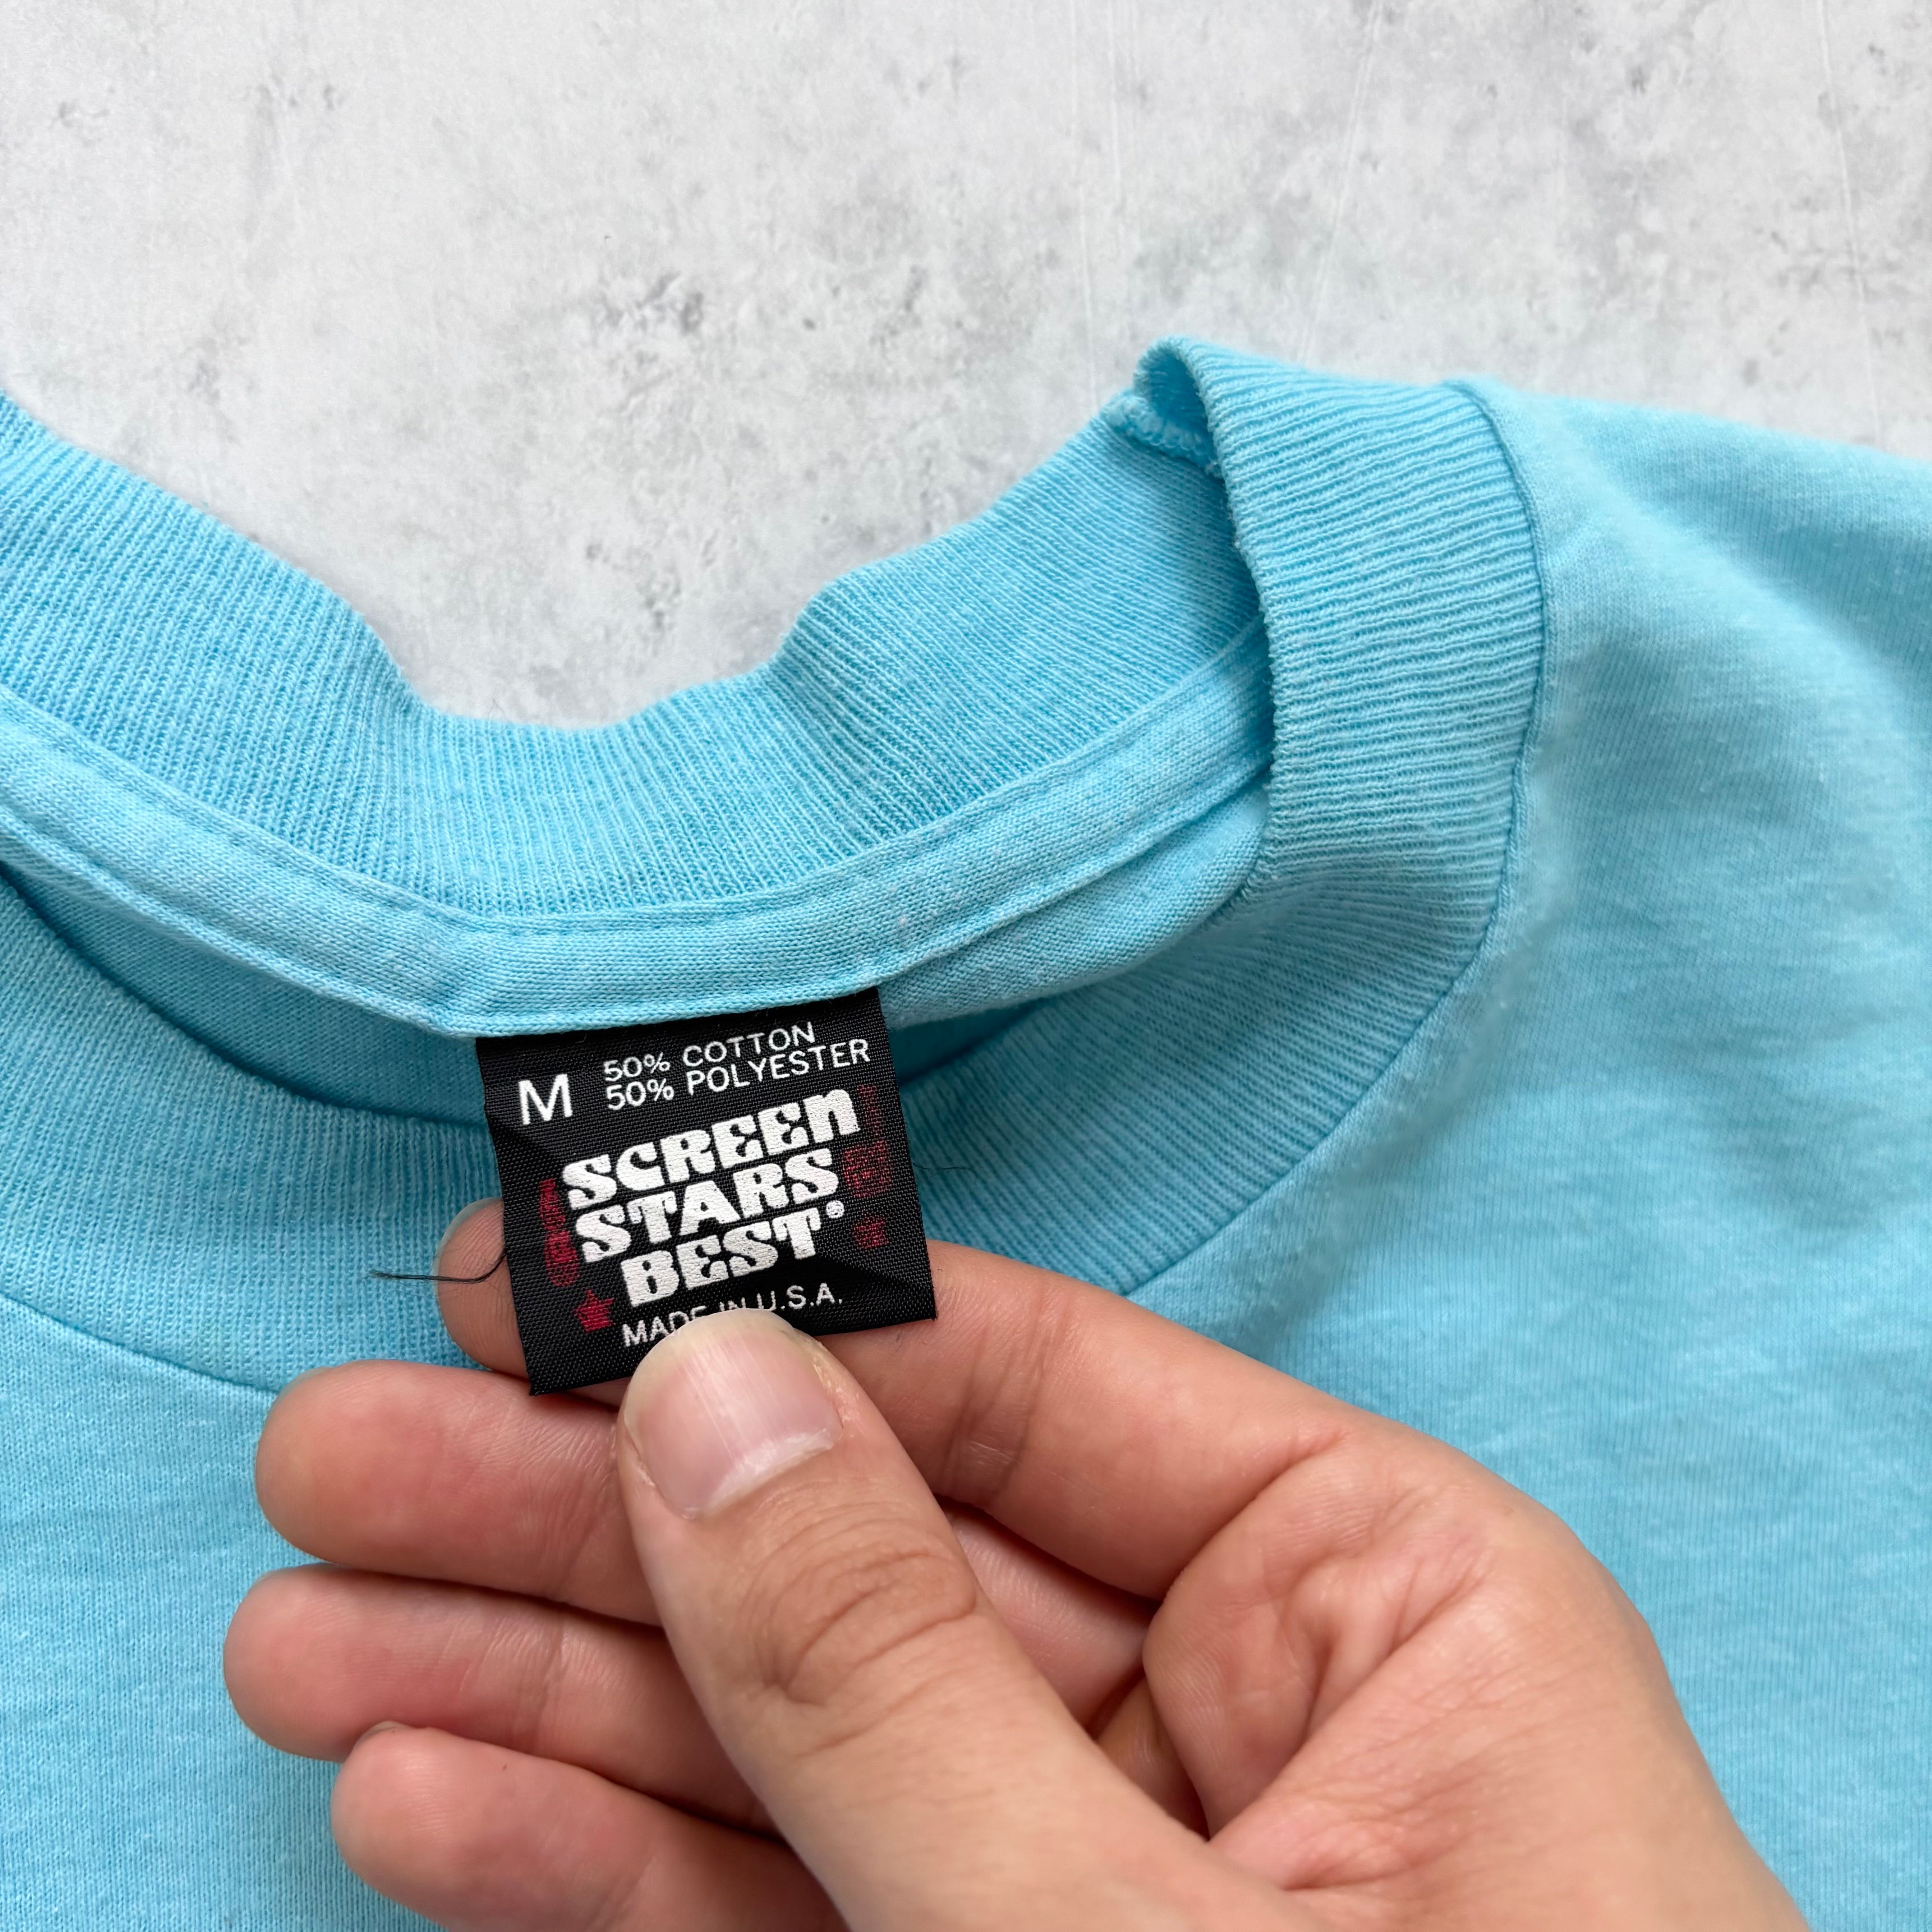 M 50% COTTON
50% POLYESTER
SCREEN
STARS
BEST®
MADE IN U.S.A.